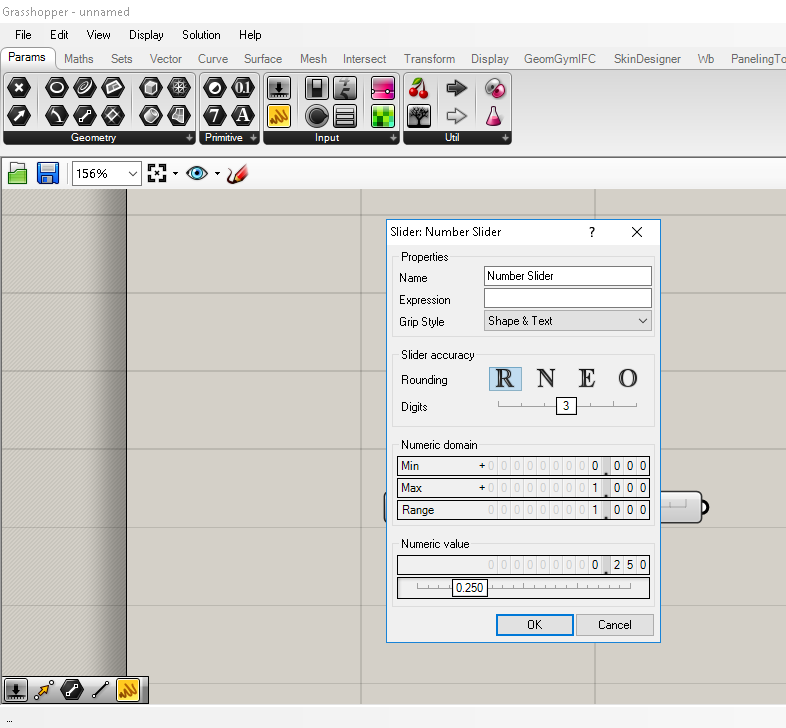 Grasshopper - unnamed
File Edit View Display Solution Help
Params Maths Sets Vector Curve Surface Mesh Intersect Transform Display GeomGymIFC SkinDesigner Wb PanelingTo
0.1
7 A
Geometry + Primitive + Input + Util +
156%
Slider: Number Slider ?
Properties
Name Number Slider
Expression
Grip Style Shape & Text
Slider accuracy
Rounding R N E O
Digits 3
Numeric domain
Min + 0 0 0 0 0 0 0 0 0.0 0 0
Max + 0 0 0 0 0 0 0 0 1.0 0 0
Range 0 0 0 0 0 0 0 0 1.0 0 0
Numeric value
0 0 0 0 0 0 0 0 0.2 5 0
0.250
OK Cancel
...